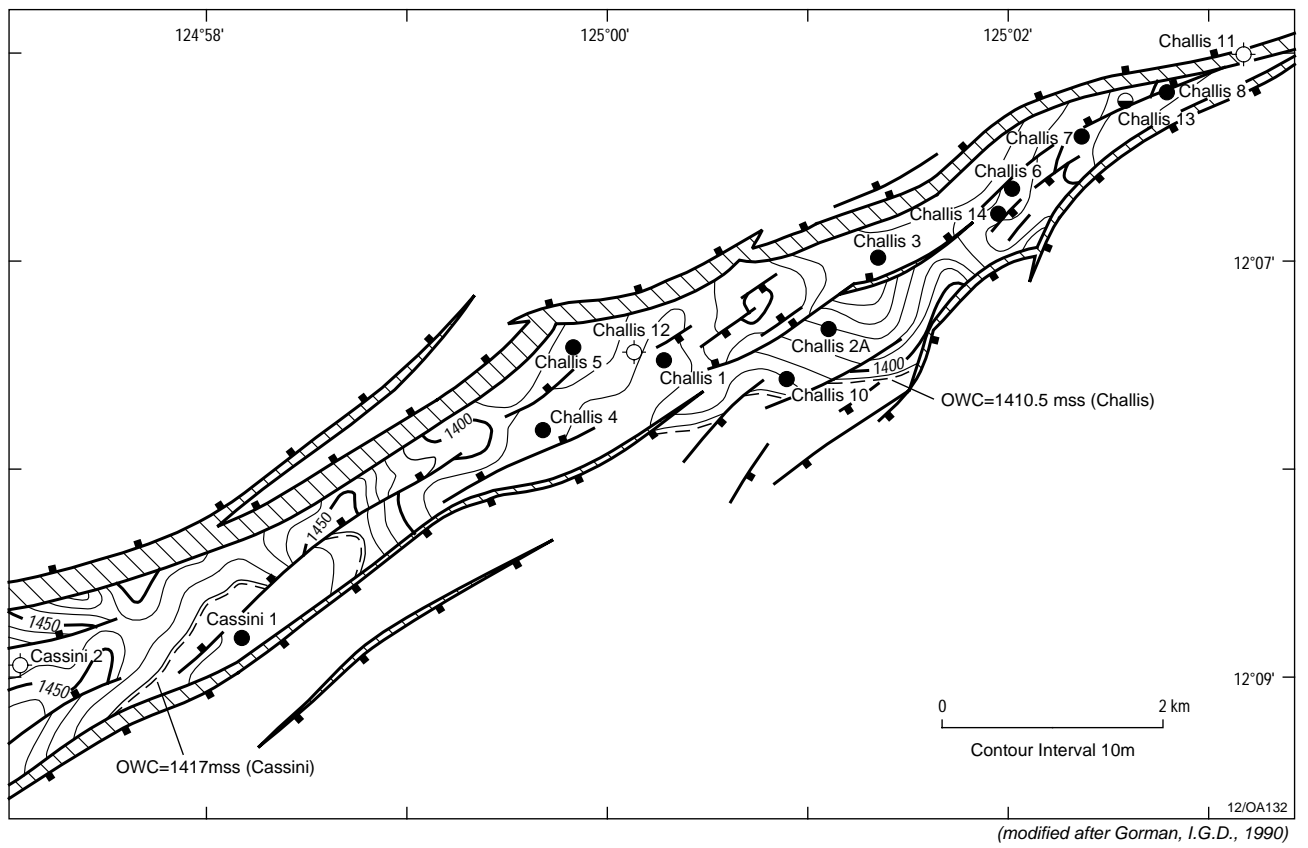 124°58'
125°00'
125°02'
Challis 11
Challis 8
Challis 13
Challis 7
Challis 6
Challis 14
Challis 3
12°07'
Challis 12
Challis 5
Challis 1
Challis 2A
1400
Challis 10
OWC=1410.5 mss (Challis)
Challis 4
1400
1450
Cassini 1
1450
Cassini 2
1450
12°09'
0 2 km
Contour Interval 10m
OWC=1417mss (Cassini)
12/OA132
(modified after Gorman, I.G.D., 1990)